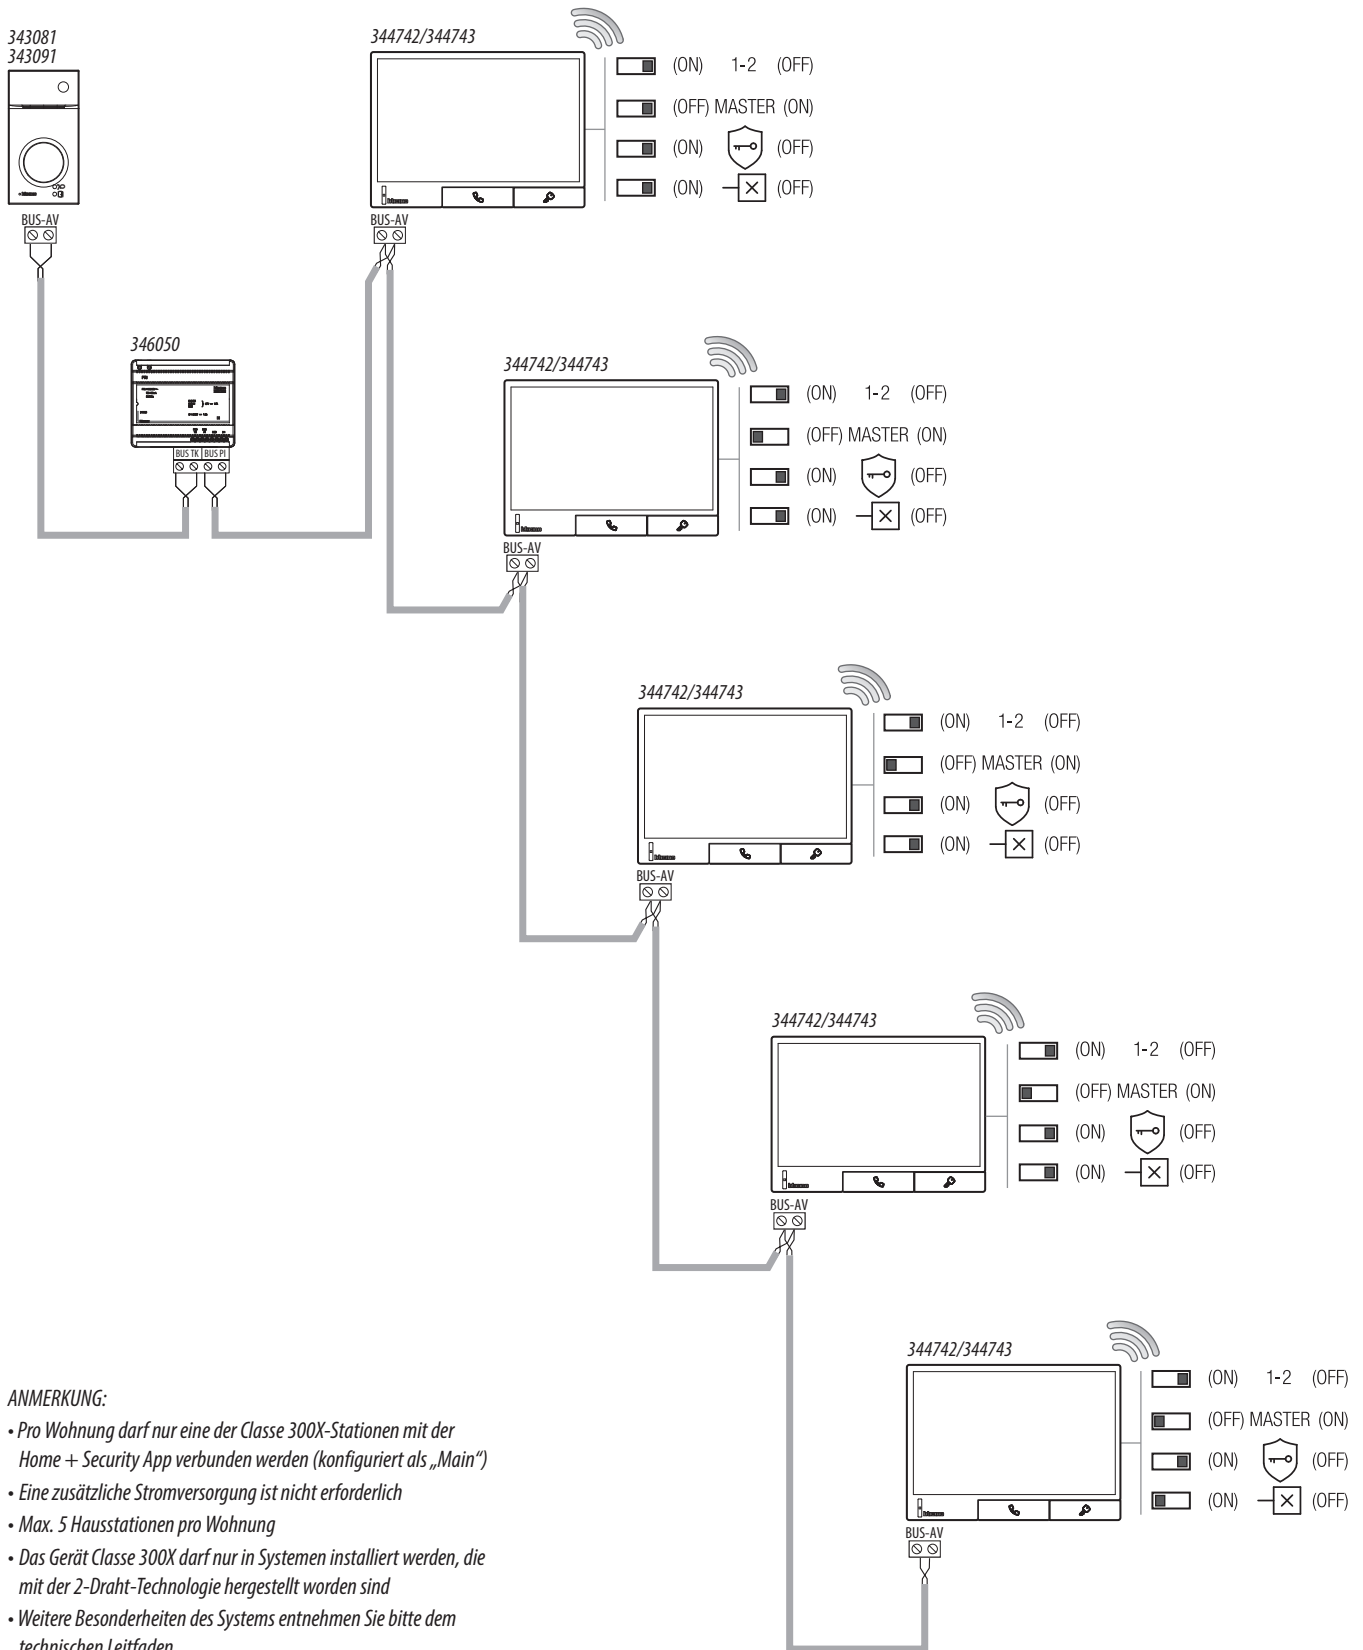 343081
343091
BUS-AV
346050
BUS TK BUS PI
344742/344743
(ON) 1-2 (OFF)
(OFF) MASTER (ON)
(ON) (OFF)
(ON) (OFF)
BUS-AV
344742/344743
(ON) 1-2 (OFF)
(OFF) MASTER (ON)
(ON) (OFF)
(ON) (OFF)
BUS-AV
344742/344743
(ON) 1-2 (OFF)
(OFF) MASTER (ON)
(ON) (OFF)
(ON) (OFF)
BUS-AV
344742/344743
(ON) 1-2 (OFF)
(OFF) MASTER (ON)
(ON) (OFF)
(ON) (OFF)
BUS-AV
344742/344743
(ON) 1-2 (OFF)
(OFF) MASTER (ON)
(ON) (OFF)
(ON) (OFF)
BUS-AV
ANMERKUNG:
• Pro Wohnung darf nur eine der Classe 300X-Stationen mit der
Home + Security App verbunden werden (konfiguriert als „Main“)
• Eine zusätzliche Stromversorgung ist nicht erforderlich
• Max. 5 Hausstationen pro Wohnung
• Das Gerät Classe 300X darf nur in Systemen installiert werden, die
mit der 2-Draht-Technologie hergestellt worden sind
• Weitere Besonderheiten des Systems entnehmen Sie bitte dem
technischen Leitfaden